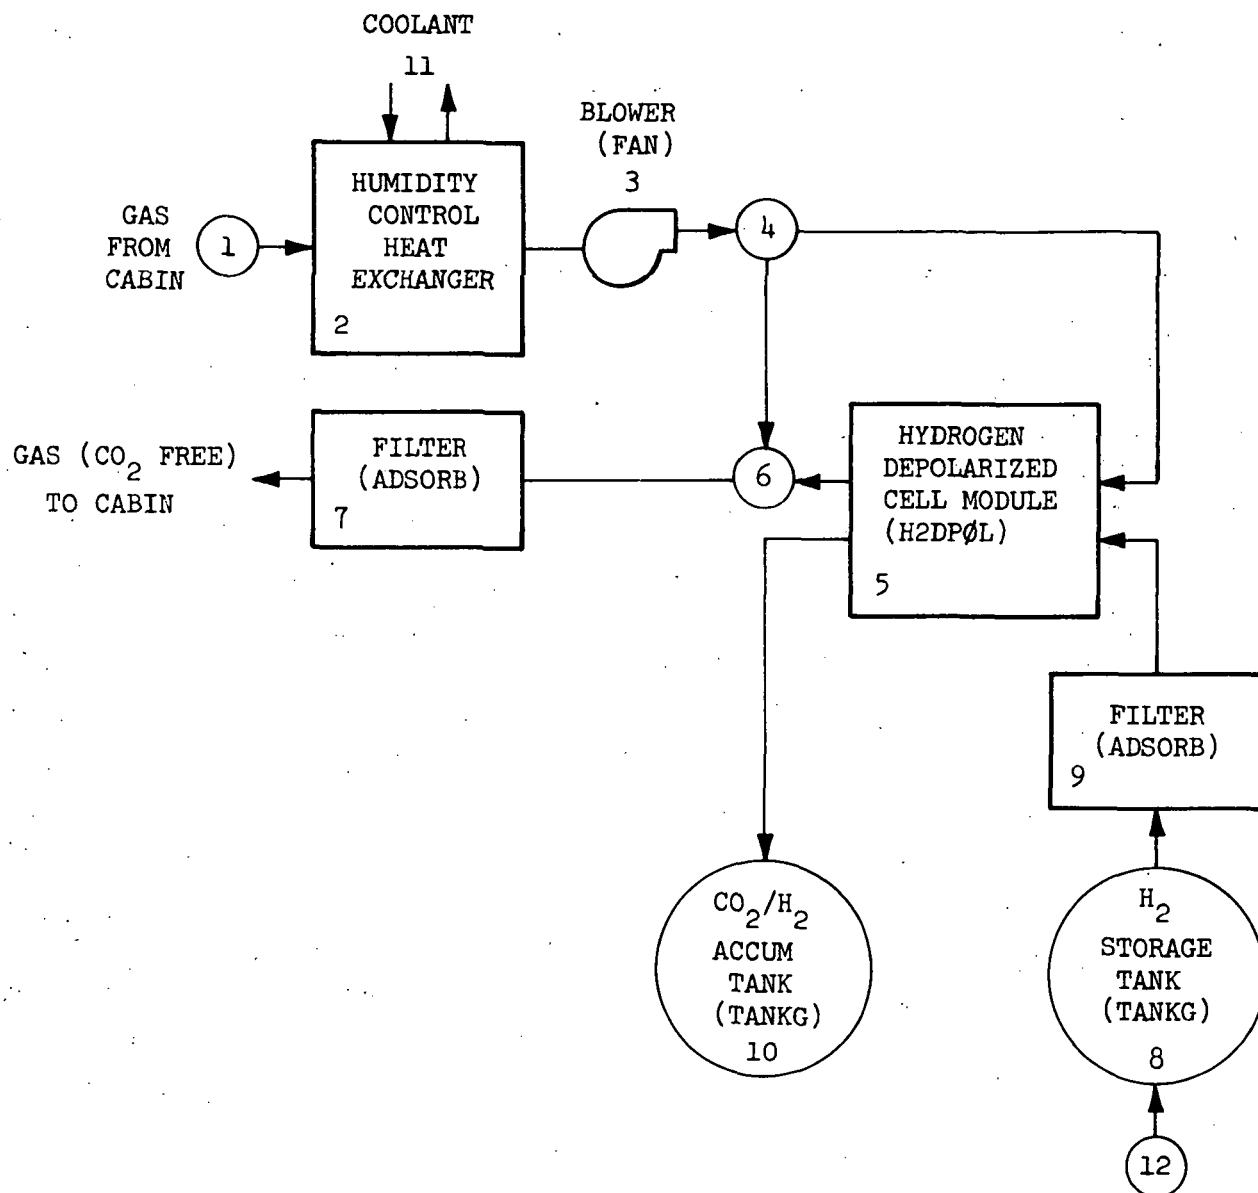 COOLANT
11
BLOWER
(FAN)
3
HUMIDITY
CONTROL
HEAT
EXCHANGER
2
GAS
FROM
CABIN
1
4
GAS (CO2 FREE)
TO CABIN
FILTER
(ADSORB)
7
6
HYDROGEN
DEPOLARIZED
CELL MODULE
(H2DPØL)
5
FILTER
(ADSORB)
9
CO2/H2
ACCUM
TANK
(TANKG)
10
H2
STORAGE
TANK
(TANKG)
8
12